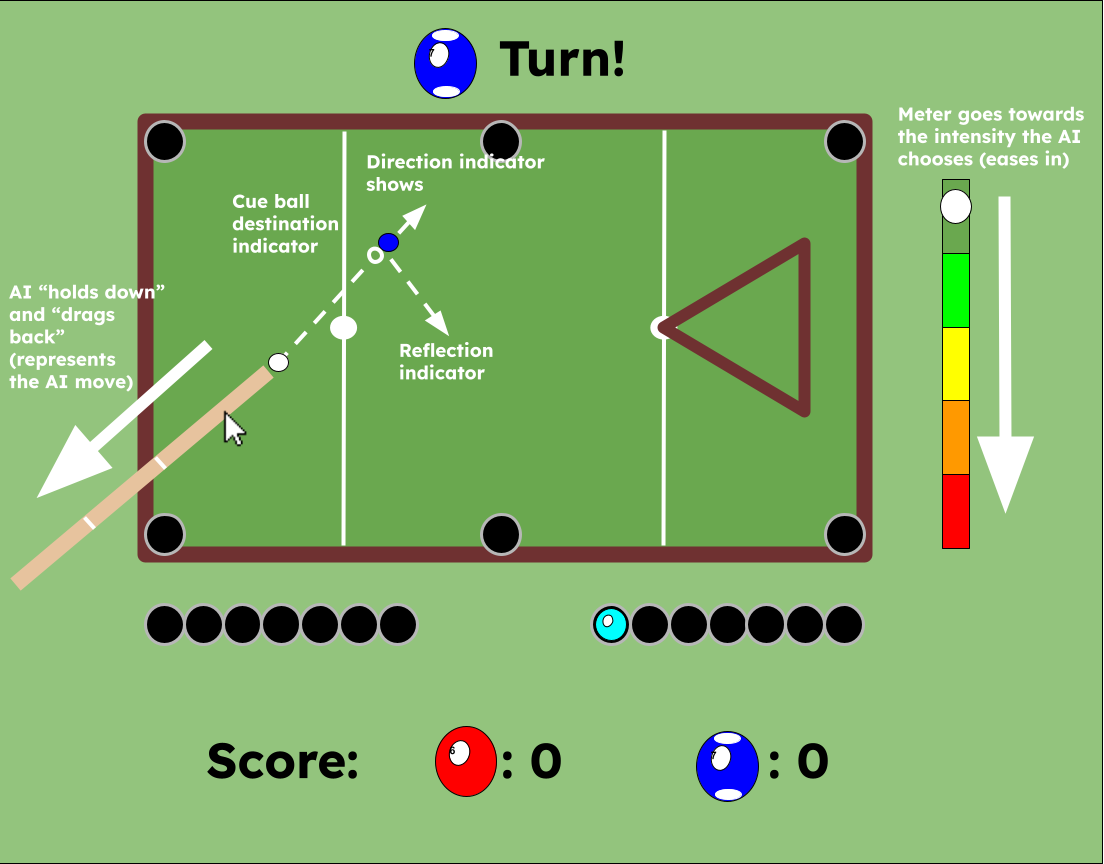 7
Turn!
Meter goes towards
the intensity the AI
chooses (eases in)
Direction indicator
shows
Cue ball
destination
indicator
AI “holds down”
and “drags
back”
(represents
the AI move)
Reflection
indicator
Score:
6
: 0
7
: 0